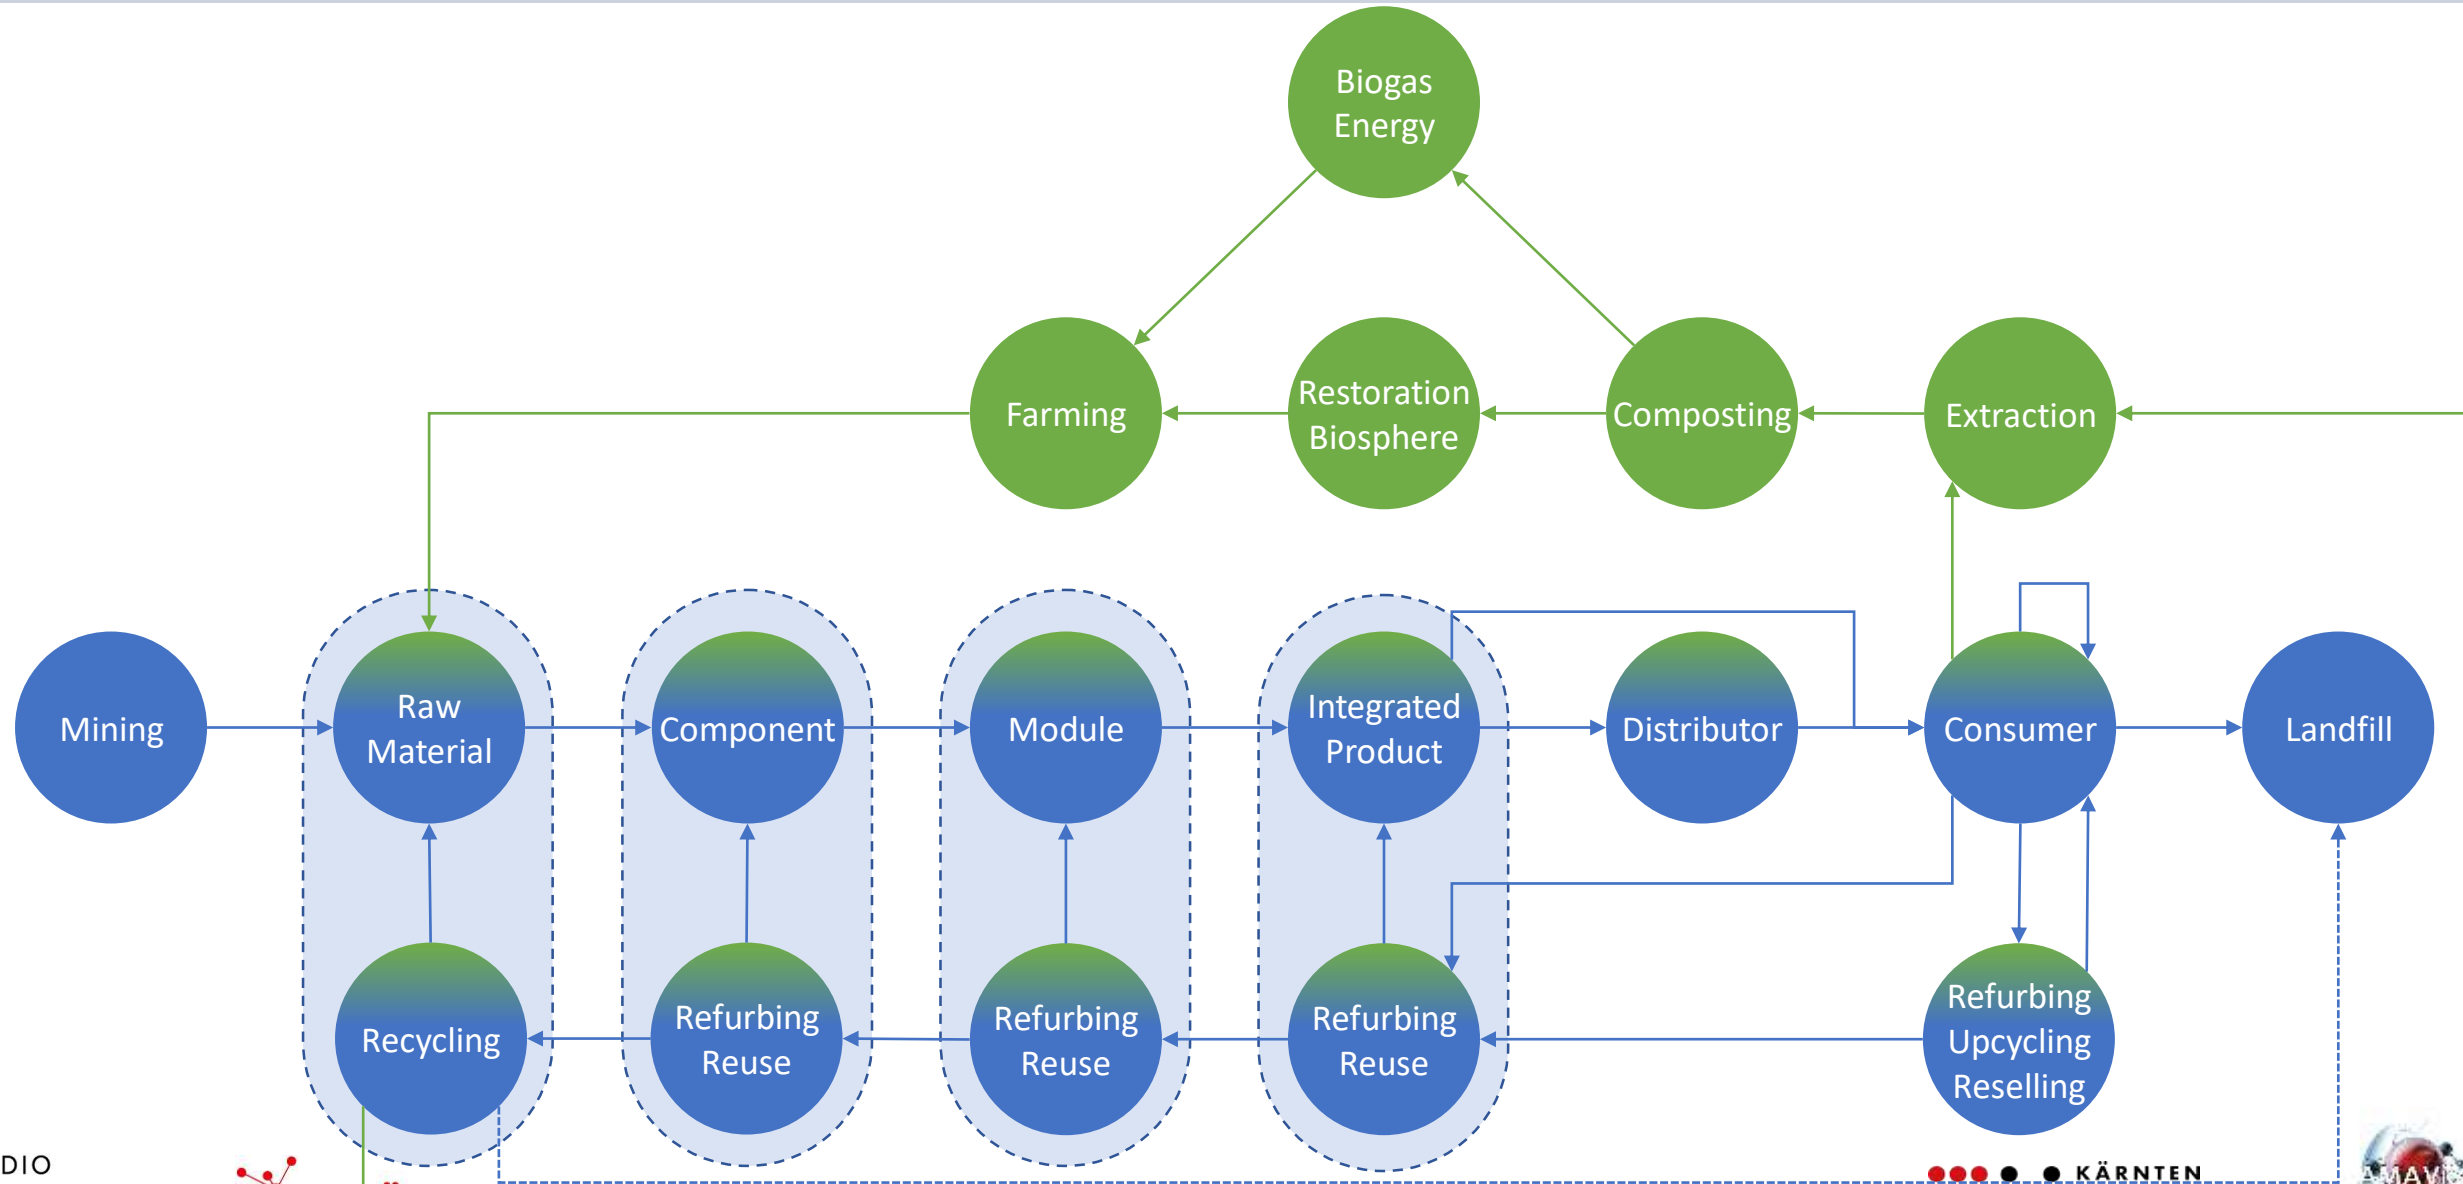 Biogas
Energy
Farming
Restoration
Biosphere
Composting
Extraction
Mining
Raw
Material
Component
Module
Integrated
Product
Distributor
Consumer
Landfill
Recycling
Refurbing
Reuse
Refurbing
Reuse
Refurbing
Reuse
Refurbing
Upcycling
Reselling
DIO
KÄRNTEN